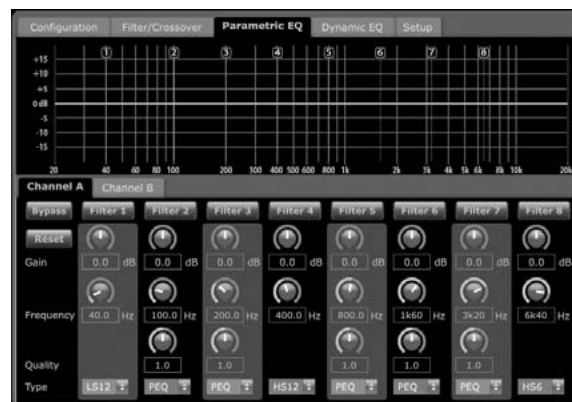 Configuration Filter/Crossover Parametric EQ Dynamic EQ Setup
1 2 3 4 5 6 7 8
+15
+10
+5
0 dB
-5
-10
-15
20 40 60 80 100 200 300 400 500 600 800 1k 2k 3k 4k 5k 6k 8k 10k 20k
Channel A Channel B
Bypass Filter 1 Filter 2 Filter 3 Filter 4 Filter 5 Filter 6 Filter 7 Filter 8
Reset
Gain 0.0 dB 0.0 dB 0.0 dB 0.0 dB 0.0 dB 0.0 dB 0.0 dB 0.0 dB
Frequency 40.0 Hz 100.0 Hz 200.0 Hz 400.0 Hz 800.0 Hz 1k60 Hz 3k20 Hz 6k40 Hz
Quality 1.0 1.0 1.0 1.0 1.0
Type LS12 PEQ PEQ HS12 PEQ PEQ PEQ HS6